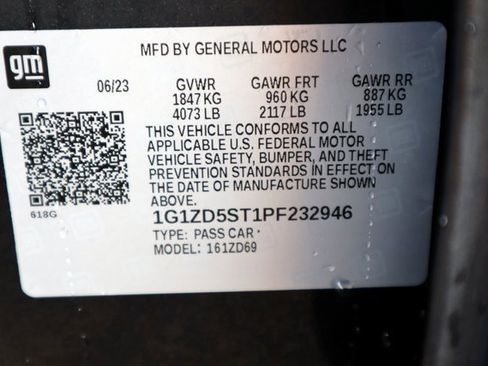 gm
MFD BY GENERAL MOTORS LLC
06/23 GVWR GAWR FRT GAWR RR
1847 KG 960 KG 887 KG
4073 LB 2117 LB 1955 LB
THIS VEHICLE CONFORMS TO ALL
APPLICABLE U.S. FEDERAL MOTOR
VEHICLE SAFETY, BUMPER, AND THEFT
PREVENTION STANDARDS IN EFFECT ON
THE DATE OF MANUFACTURE SHOWN
ABOVE.
618G
1G1ZD5ST1PF232946
TYPE: PASS CAR
MODEL: 161ZD69